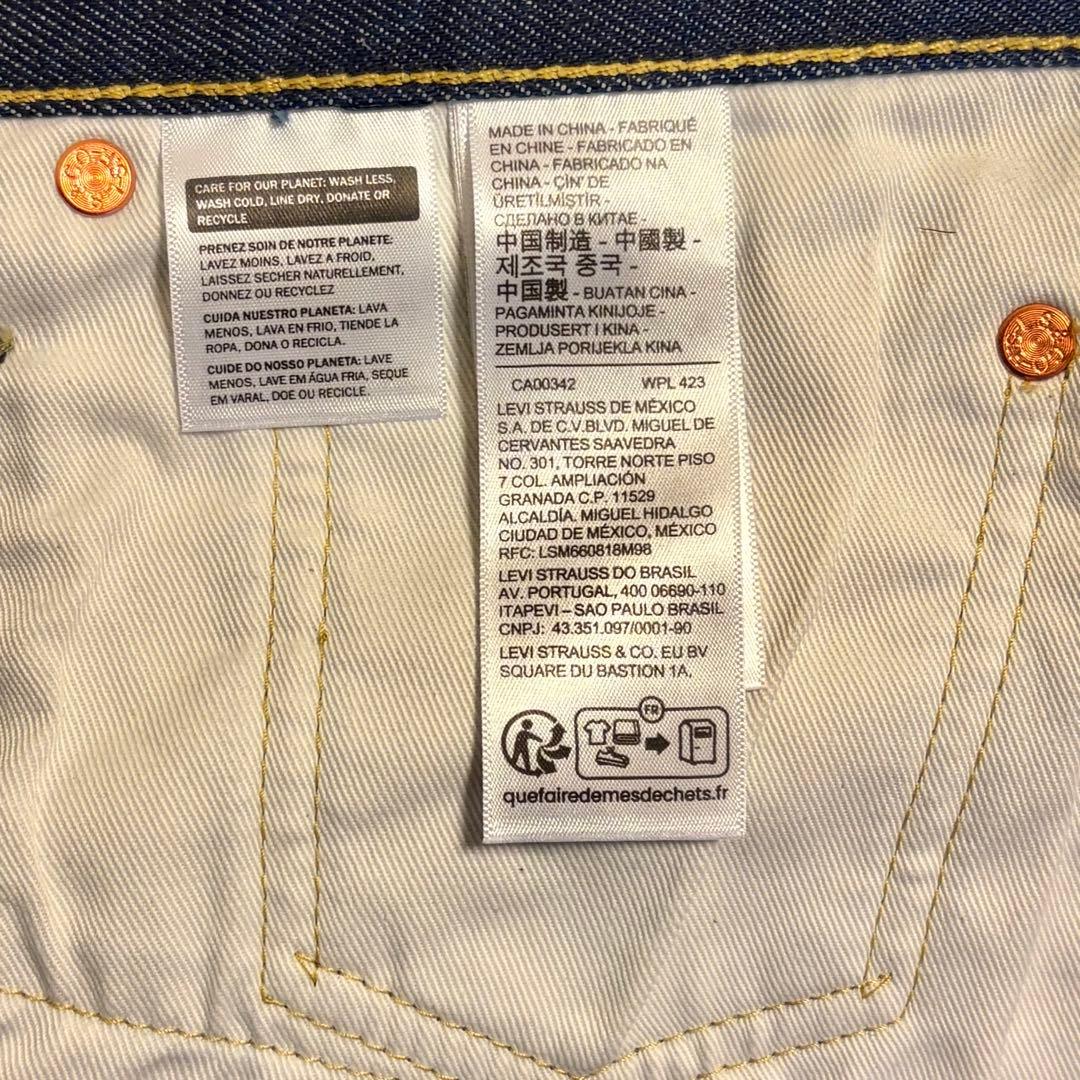 CARE FOR OUR PLANET: WASH LESS,
WASH COLD, LINE DRY, DONATE OR
RECYCLE
PRENEZ SOIN DE NOTRE PLANETE:
LAVEZ MOINS, LAVEZ A FROID,
LAISSEZ SECHER NATURELLEMENT,
DONNEZ OU RECYCLEZ
CUIDA NUESTRO PLANETA: LAVA
MENOS, LAVA EN FRIO, TIENDE LA
ROPA, DONA O RECICLA.
CUIDE DO NOSSO PLANETA: LAVE
MENOS, LAVE EM ÁGUA FRIA, SEQUE
EM VARAL, DOE OU RECICLE.
MADE IN CHINA - FABRIQUÉ
EN CHINE - FABRICADO EN
CHINA - FABRICADO NA
CHINA - ÇİN' DE
ÜRETİLMİŞTİR -
СДЕЛАНО В КИТАЕ -
中国制造 - 中國製 -
제조국 중국 -
中国製 - BUATAN CINA -
PAGAMINTA KINIJOJE -
PRODUSERT I KINA -
ZEMLJA PORIJEKLA KINA
CA00342 WPL 423
LEVI STRAUSS DE MÉXICO
S.A. DE C.V.BLVD. MIGUEL DE
CERVANTES SAAVEDRA
NO. 301, TORRE NORTE PISO
7 COL. AMPLIACIÓN
GRANADA C.P. 11529
ALCALDÍA. MIGUEL HIDALGO
CIUDAD DE MÉXICO, MÉXICO
RFC: LSM660818M98
LEVI STRAUSS DO BRASIL
AV. PORTUGAL, 400 06690-110
ITAPEVI – SAO PAULO BRASIL
CNPJ: 43.351.097/0001-90
LEVI STRAUSS & CO. EU BV
SQUARE DU BASTION 1A,
FR
quefairedemesdechets.fr